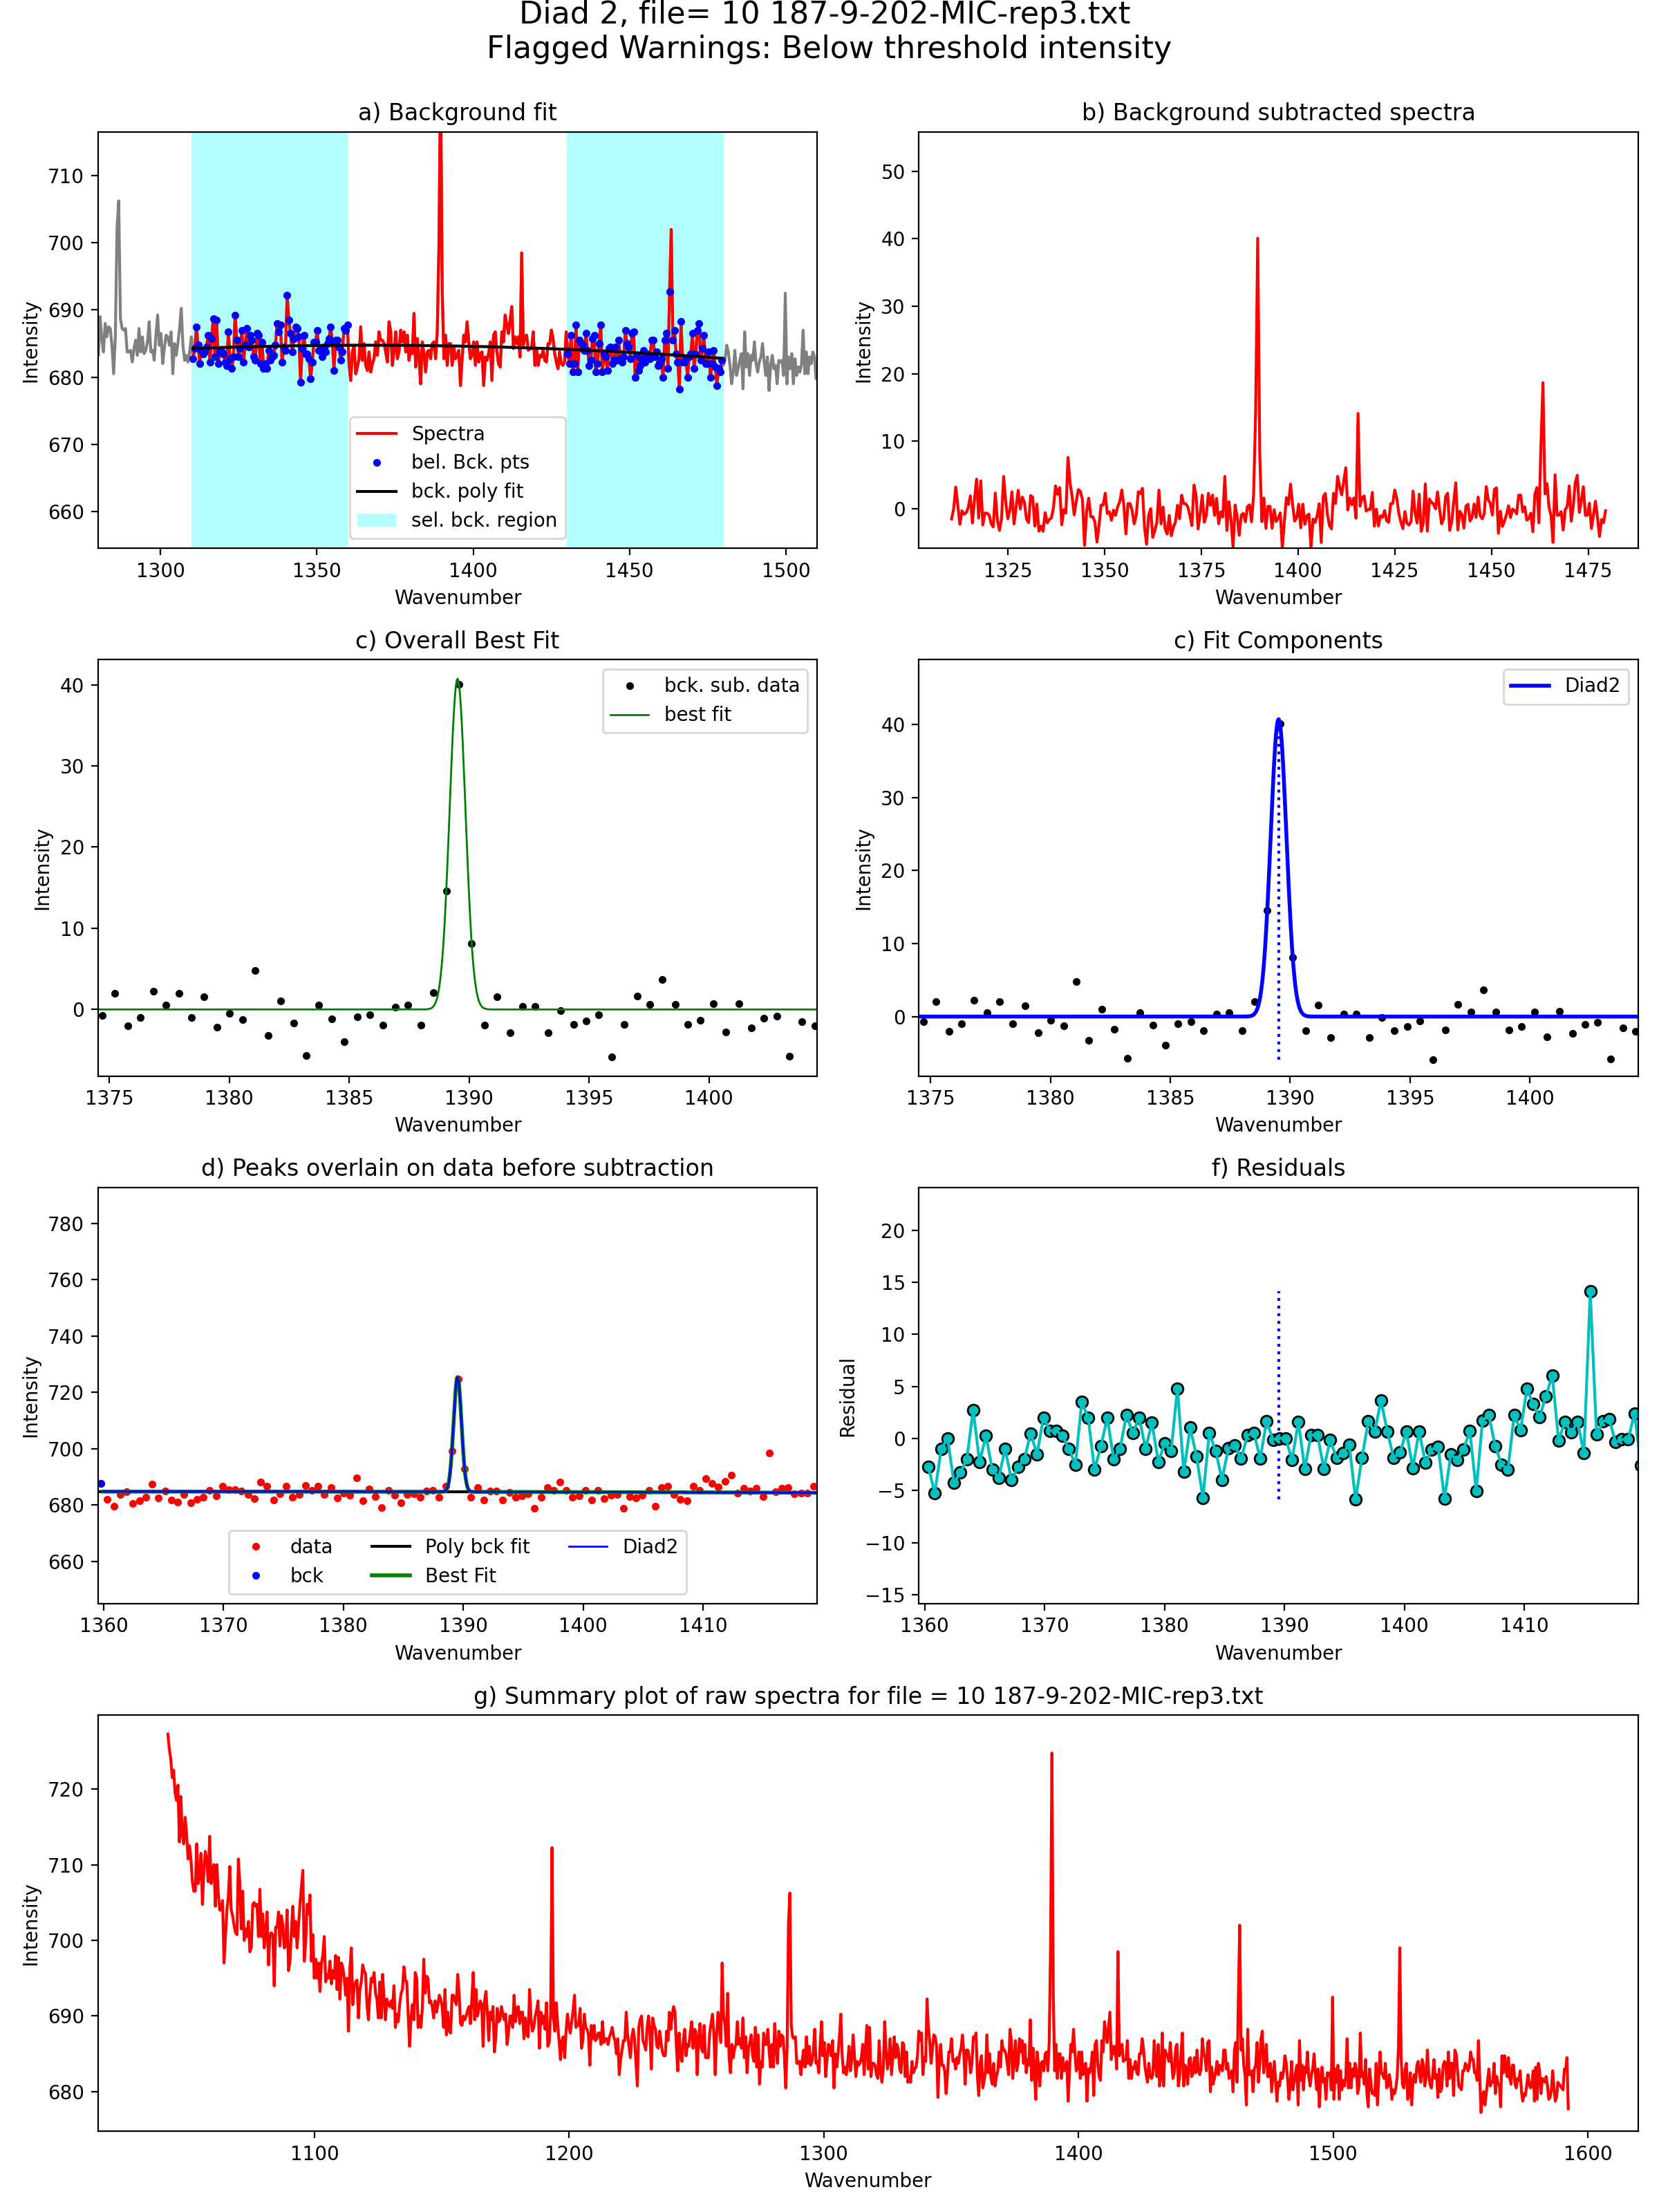 Diad 2, file= 10 187-9-202-MIC-rep3.txt
Flagged Warnings: Below threshold intensity
a) Background fit
710
700
690
680
670
660
Intensity
Spectra
bel. Bck. pts
bck. poly fit
sel. bck. region
1300 1350 1400 1450 1500
Wavenumber
b) Background subtracted spectra
50
40
30
20
10
0
Intensity
1325 1350 1375 1400 1425 1450 1475
Wavenumber
c) Overall Best Fit
40
30
20
10
0
Intensity
bck. sub. data
best fit
1375 1380 1385 1390 1395 1400
Wavenumber
c) Fit Components
40
30
20
10
0
Intensity
Diad2
1375 1380 1385 1390 1395 1400
Wavenumber
d) Peaks overlain on data before subtraction
780
760
740
720
700
680
660
Intensity
data
bck
Poly bck fit
Best Fit
Diad2
1360 1370 1380 1390 1400 1410
Wavenumber
f) Residuals
20
15
10
5
0
−5
−10
−15
Residual
1360 1370 1380 1390 1400 1410
Wavenumber
g) Summary plot of raw spectra for file = 10 187-9-202-MIC-rep3.txt
720
710
700
690
680
Intensity
1100 1200 1300 1400 1500 1600
Wavenumber